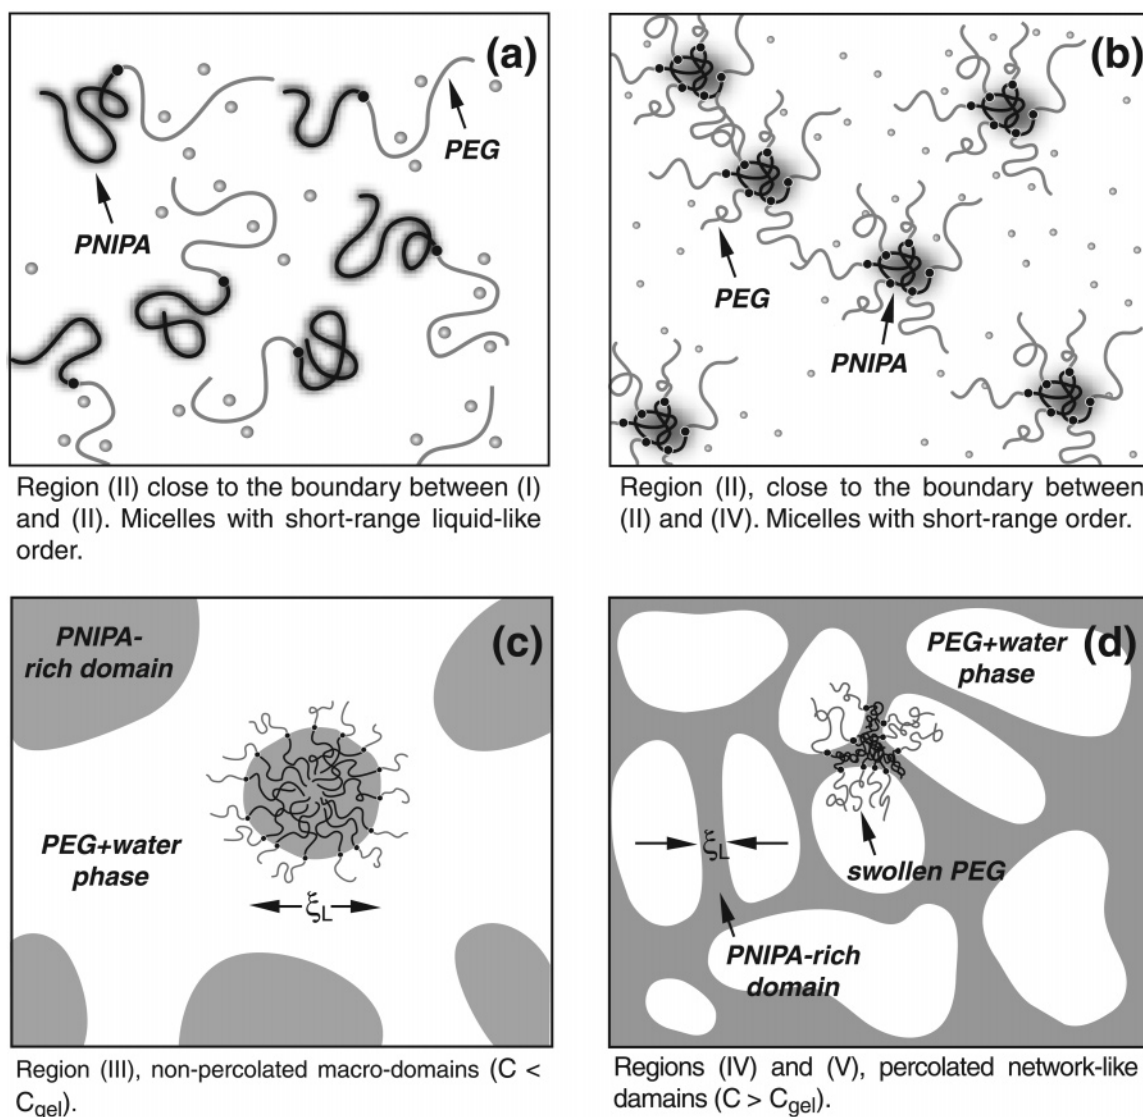 (a)
PEG
PNIPA
Region (II) close to the boundary between (I)
and (II). Micelles with short-range liquid-like
order.
(b)
PEG
PNIPA
Region (II), close to the boundary between
(II) and (IV). Micelles with short-range order.
PNIPA-
rich domain
(c)
PEG+water
phase
ξL
Region (III), non-percolated macro-domains (C <
Cgel).
PEG+water
phase
(d)
ξL
swollen PEG
PNIPA-rich
domain
Regions (IV) and (V), percolated network-like
damains (C > Cgel).